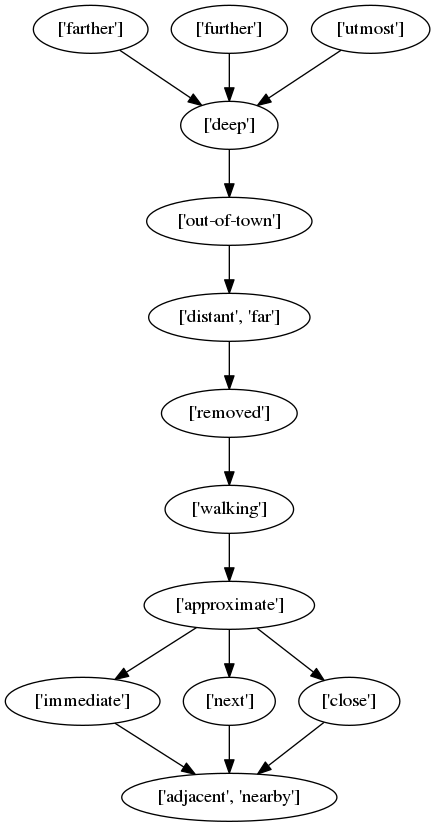 ['farther'] ['further'] ['utmost']
['deep']
['out-of-town']
['distant', 'far']
['removed']
['walking']
['approximate']
['immediate'] ['next'] ['close']
['adjacent', 'nearby']